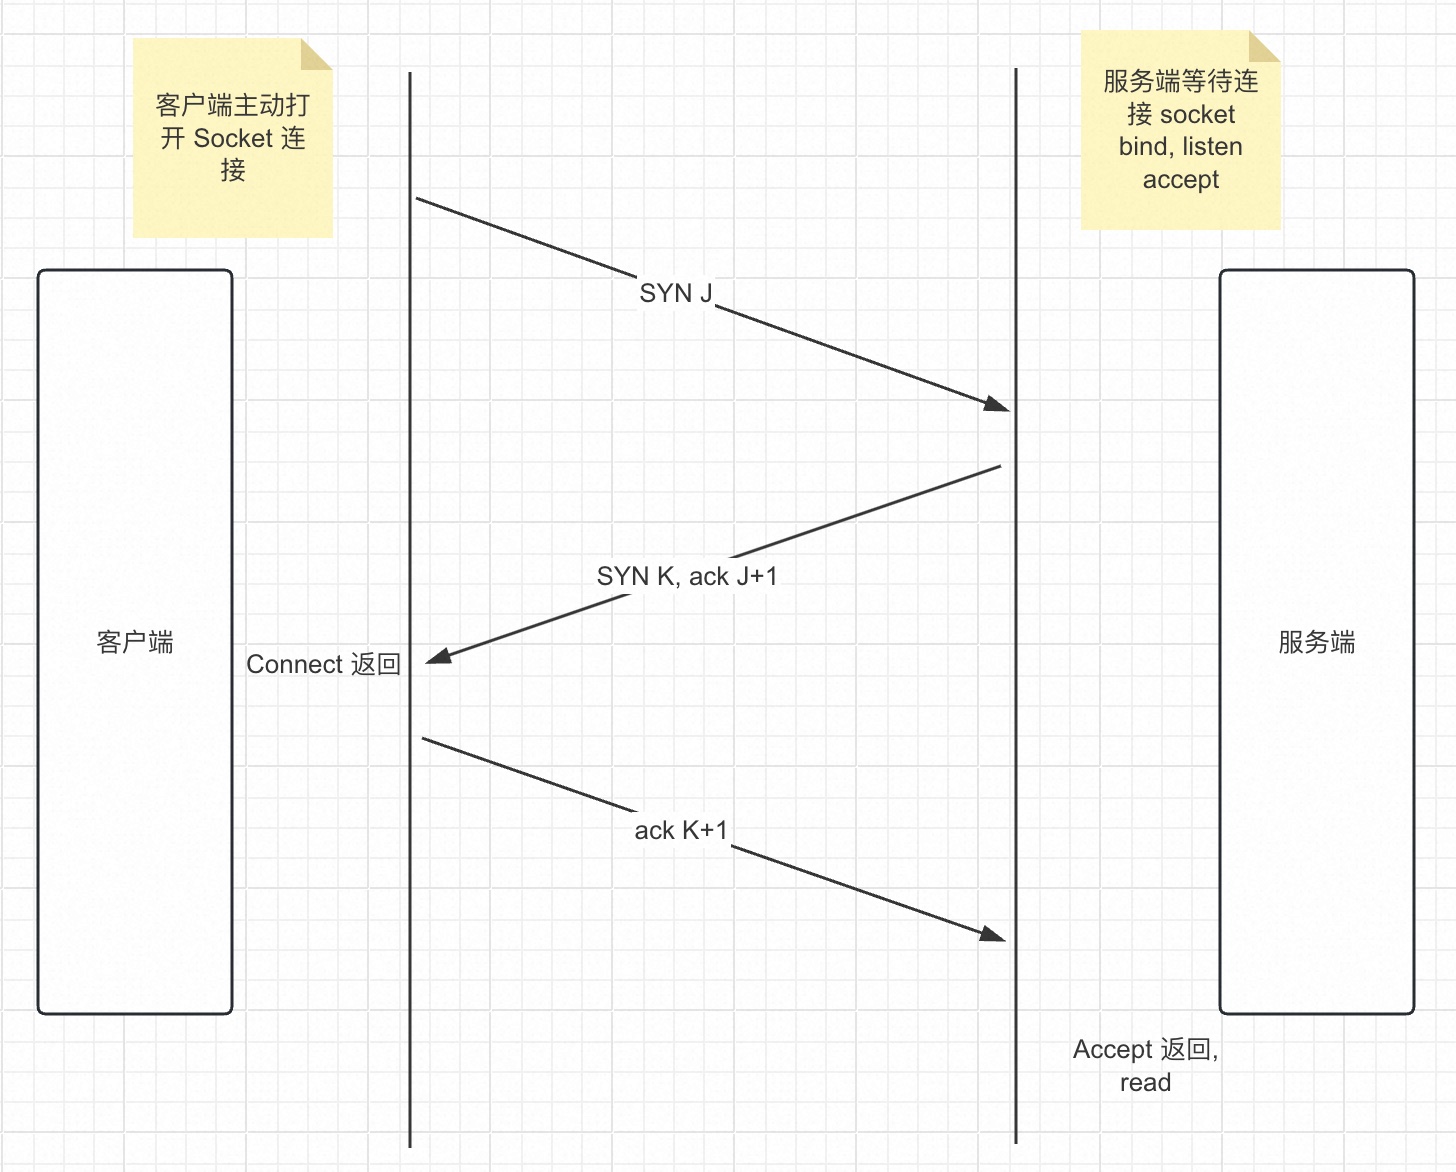 客户端主动打
开 Socket 连
接
服务端等待连
接 socket
bind, listen
accept
SYN J
SYN K, ack J+1
客户端
服务端
Connect 返回
ack K+1
Accept 返回,
read